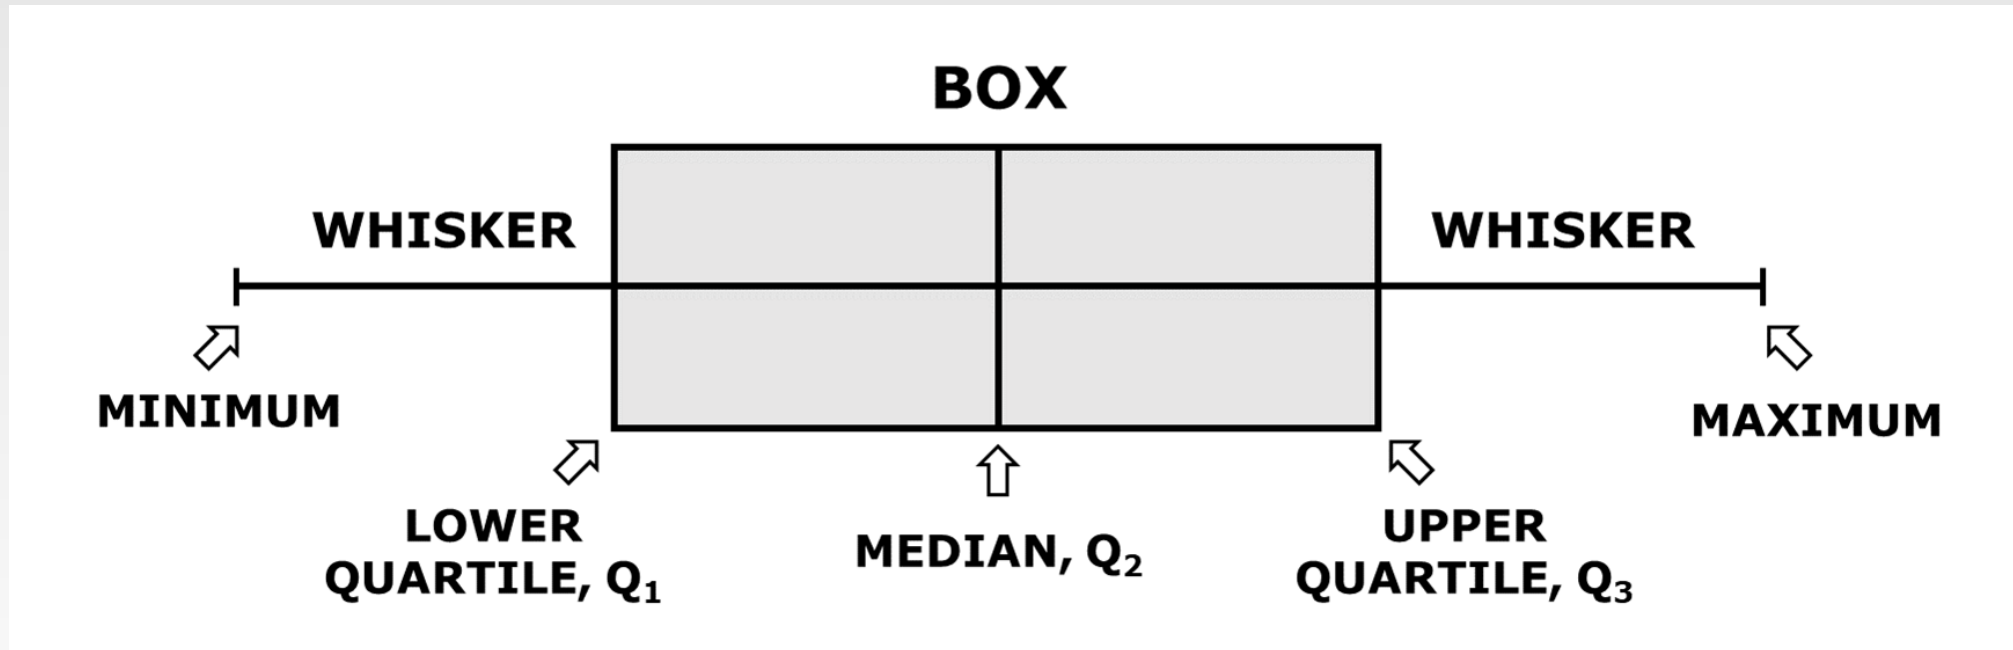 BOX
WHISKER
WHISKER
MINIMUM
MAXIMUM
LOWER
QUARTILE, Q₁
MEDIAN, Q₂
UPPER
QUARTILE, Q₃